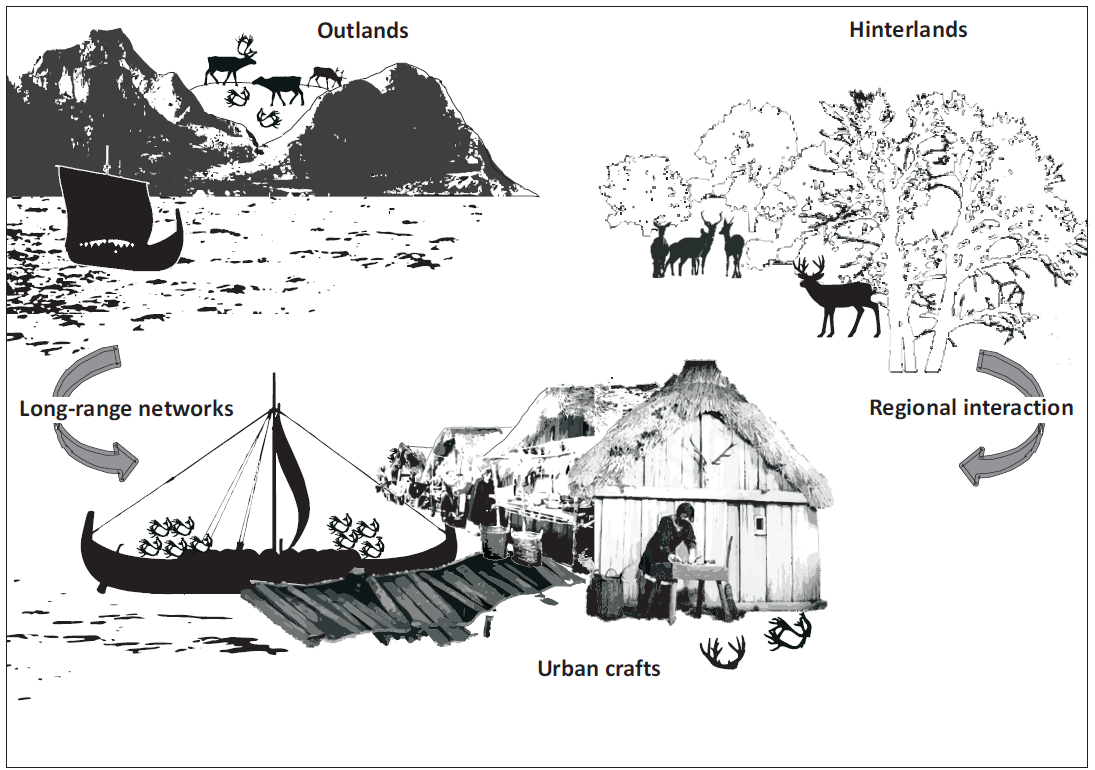 Outlands
Hinterlands
Long-range networks
Regional interaction
Urban crafts